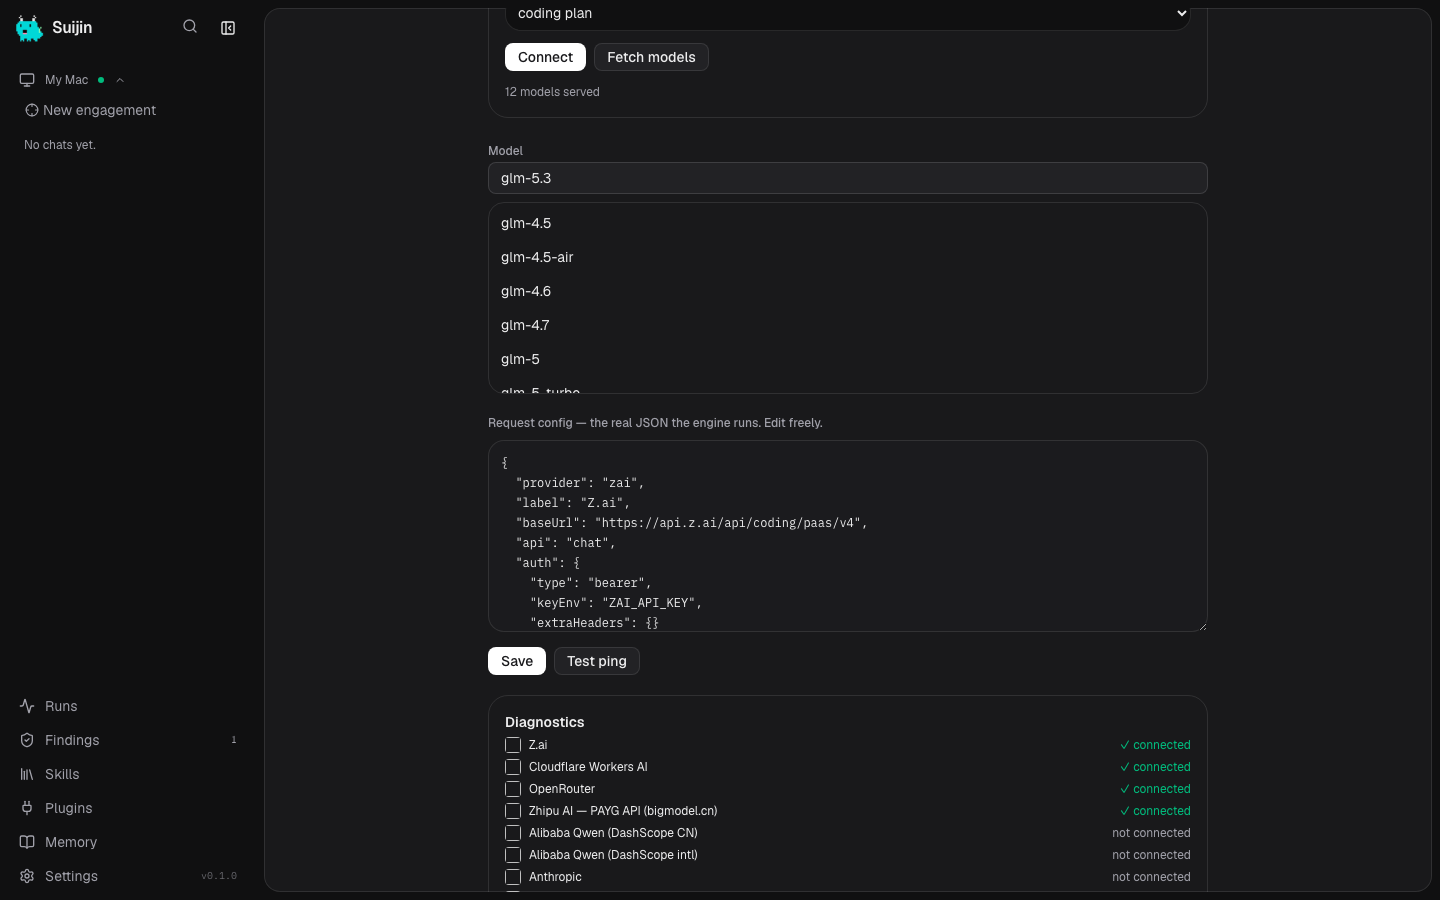 Suijin
My Mac
New engagement
No chats yet.
Runs
Findings 1
Skills
Plugins
Memory
Settings v0.1.0
coding plan
Connect Fetch models
12 models served
Model
glm-5.3
glm-4.5
glm-4.5-air
glm-4.6
glm-4.7
glm-5
glm-5-turbo
Request config — the real JSON the engine runs. Edit freely.
{
"provider": "zai",
"label": "Z.ai",
"baseUrl": "https://api.z.ai/api/coding/paas/v4",
"api": "chat",
"auth": {
"type": "bearer",
"keyEnv": "ZAI_API_KEY",
"extraHeaders": {}
Save Test ping
Diagnostics
Z.ai ✓ connected
Cloudflare Workers AI ✓ connected
OpenRouter ✓ connected
Zhipu AI — PAYG API (bigmodel.cn) ✓ connected
Alibaba Qwen (DashScope CN) not connected
Alibaba Qwen (DashScope intl) not connected
Anthropic not connected